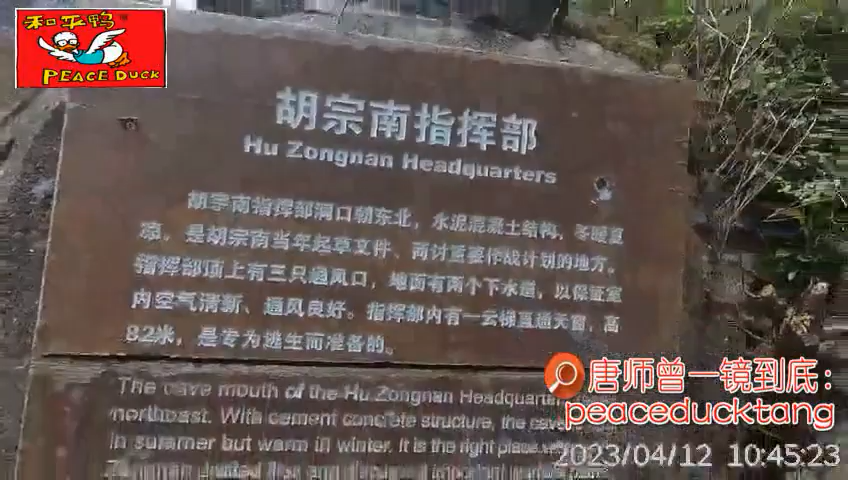 和平鸭
PEACE DUCK
胡宗南指挥部
Hu Zongnan Headquarters
胡宗南指挥部洞口朝东北，水泥混凝土结构，冬暖夏
凉。是胡宗南当年起草文件、商讨重要作战计划的地方。
指挥部顶上有三只通风口，地面有两个下水道，以保证室
内空气清新、通风良好。指挥部内有一云梯直通天窗，高
8.2米，是专为逃生而准备的。
The cave mouth of the Hu Zongnan Headquarter
northeast. With cement concrete structure, the cave
in summer but warm in winter. It is the right place
唐师曾一镜到底：
peaceducktang
2023/04/12 10:45:23